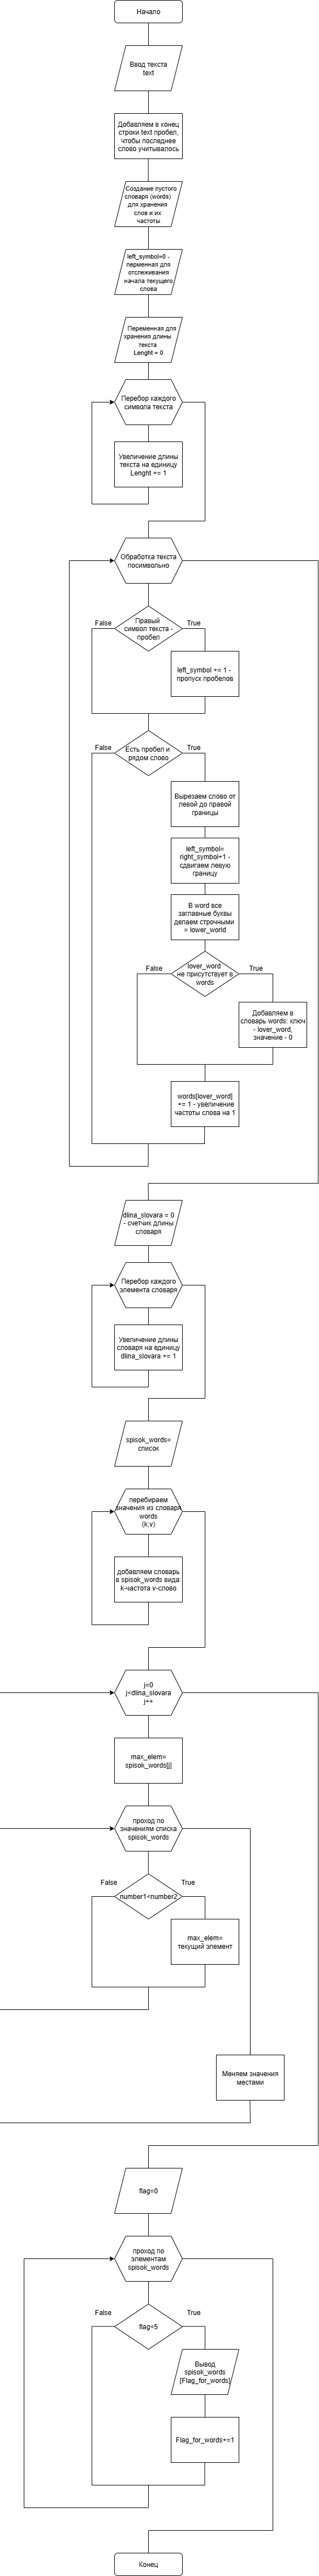 Начало
Ввод текста
text
Добавляем в конец
строки text пробел,
чтобы последнее
слово учитывалось
Создание пустого
словаря (words)
для хранения
слов и их
частоты
left_symbol=0 -
перменная для
отслеживания
начала текущего
слова
Переменная для
хранения длины
текста
Lenght = 0
Перебор каждого
символа текста
Увеличение длины
текста на единицу
Lenght += 1
Обработка текста
посимвольно
False
Правый
символ текста -
пробел
True
left_symbol += 1 -
пропуск пробелов
False
Есть пробел и
рядом слово
True
Вырезаем слово от
левой до правой
границы
left_symbol=
right_symbol+1 -
сдвигаем левую
границу
В word все
заглавные буквы
делаем строчными
= lower_world
False
lover_word
не присутствует в
words
True
Добавляем в
словарь words: ключ
- lover_word,
значение - 0
words[lover_word]
+= 1 - увеличение
частоты слова на 1
dlina_slovara = 0
- счетчик длины
словаря
Перебор каждого
элемента словаря
Увеличение длины
словаря на единицу
dlina_slovara += 1
spisok_words=
список
перебираем
значения из словаря
words
(k,v)
добавляем словарь
в spisok_words вида:
k-частота v-слово
j=0
j<dlina_slovara
j++
max_elem=
spisok_words[j]
проход по
значениям списка
spisok_words
False
number1<number2
True
max_elem=
текущий элемент
Меняем значения
местами
flag=0
проход по
элементам
spisok_words
False
flag<5
True
Вывод
spisok_words
[Flag_for_words]
Flag_for_words+=1
Конец